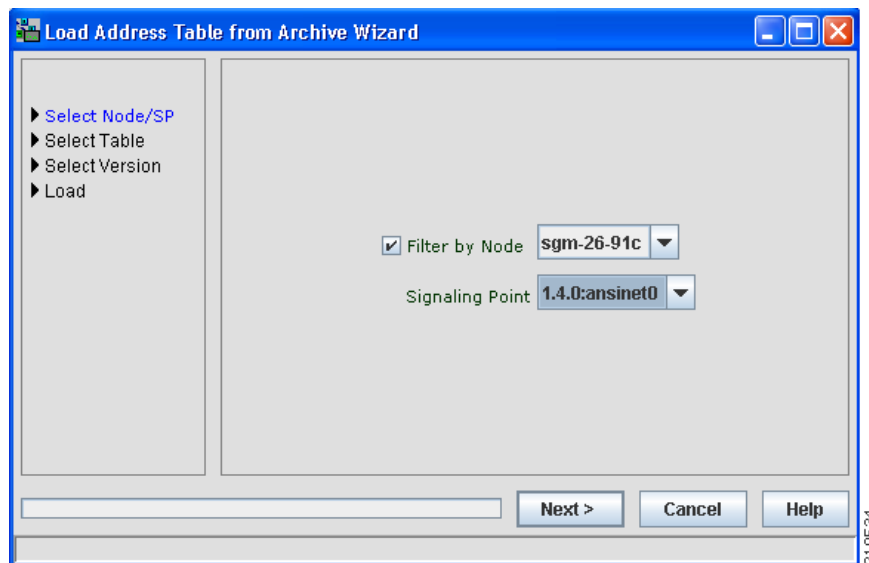 Load Address Table from Archive Wizard
Select Node/SP
Select Table
Select Version
Load
Filter by Node sgm-26-91c
Signaling Point 1.4.0:ansinet0
Next >
Cancel
Help